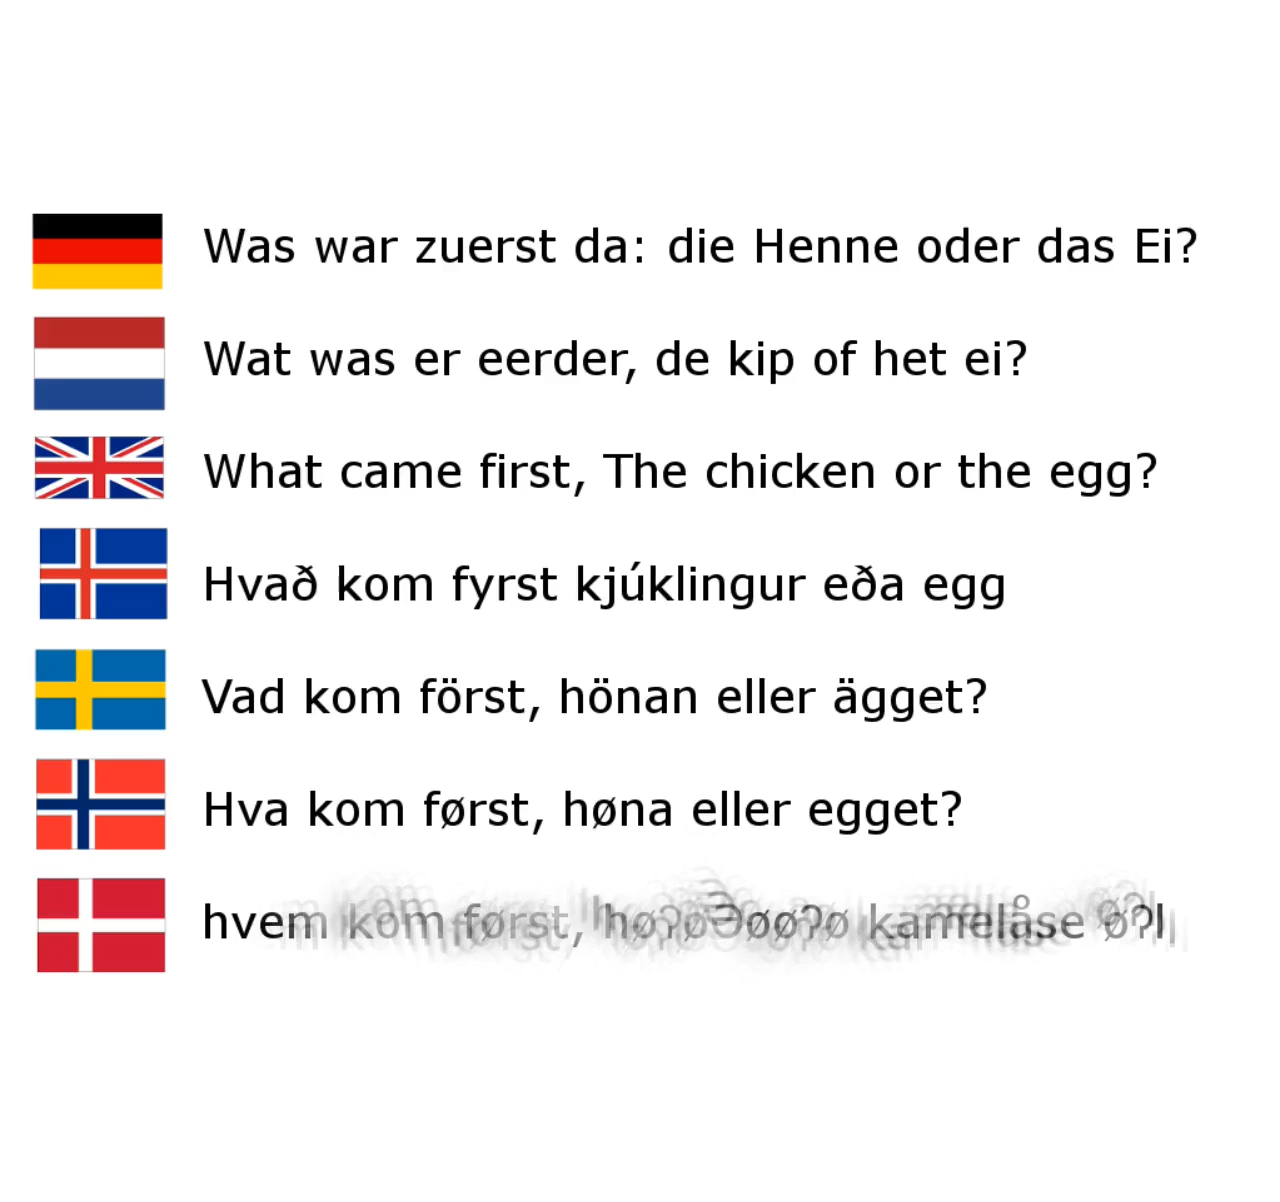 Was war zuerst da: die Henne oder das Ei?
Wat was er eerder, de kip of het ei?
What came first, The chicken or the egg?
Hvað kom fyrst kjúklingur eða egg
Vad kom först, hönan eller ägget?
Hva kom først, høna eller egget?
hvem kom først, kamelåse